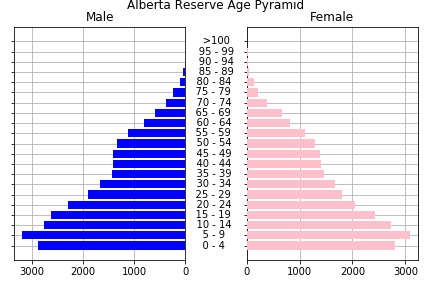 Alberta Reserve Age Pyramid
Male Female
>100
95 - 99
90 - 94
85 - 89
80 - 84
75 - 79
70 - 74
65 - 69
60 - 64
55 - 59
50 - 54
45 - 49
40 - 44
35 - 39
30 - 34
25 - 29
20 - 24
15 - 19
10 - 14
5 - 9
0 - 4
3000 2000 1000 0 0 1000 2000 3000